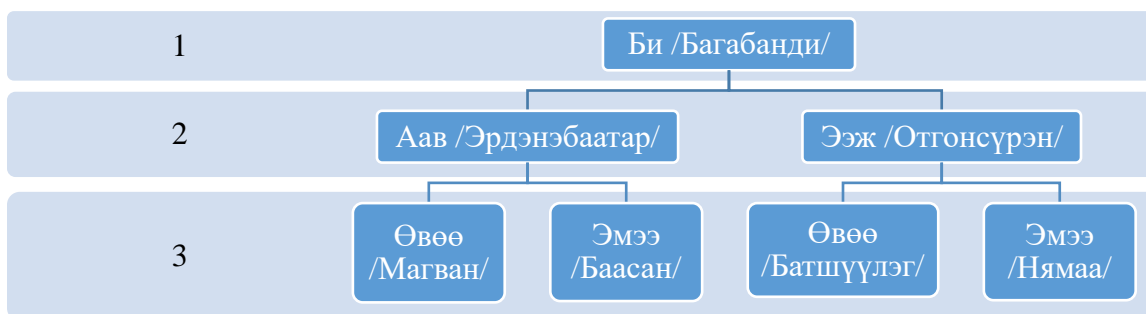 1
Би /Багабанди/
2
Аав /Эрдэнэбаатар/
Ээж /Отгонсүрэн/
3
Өвөө
/Магван/
Эмээ
/Баасан/
Өвөө
/Батшүүлэг/
Эмээ
/Нямаа/